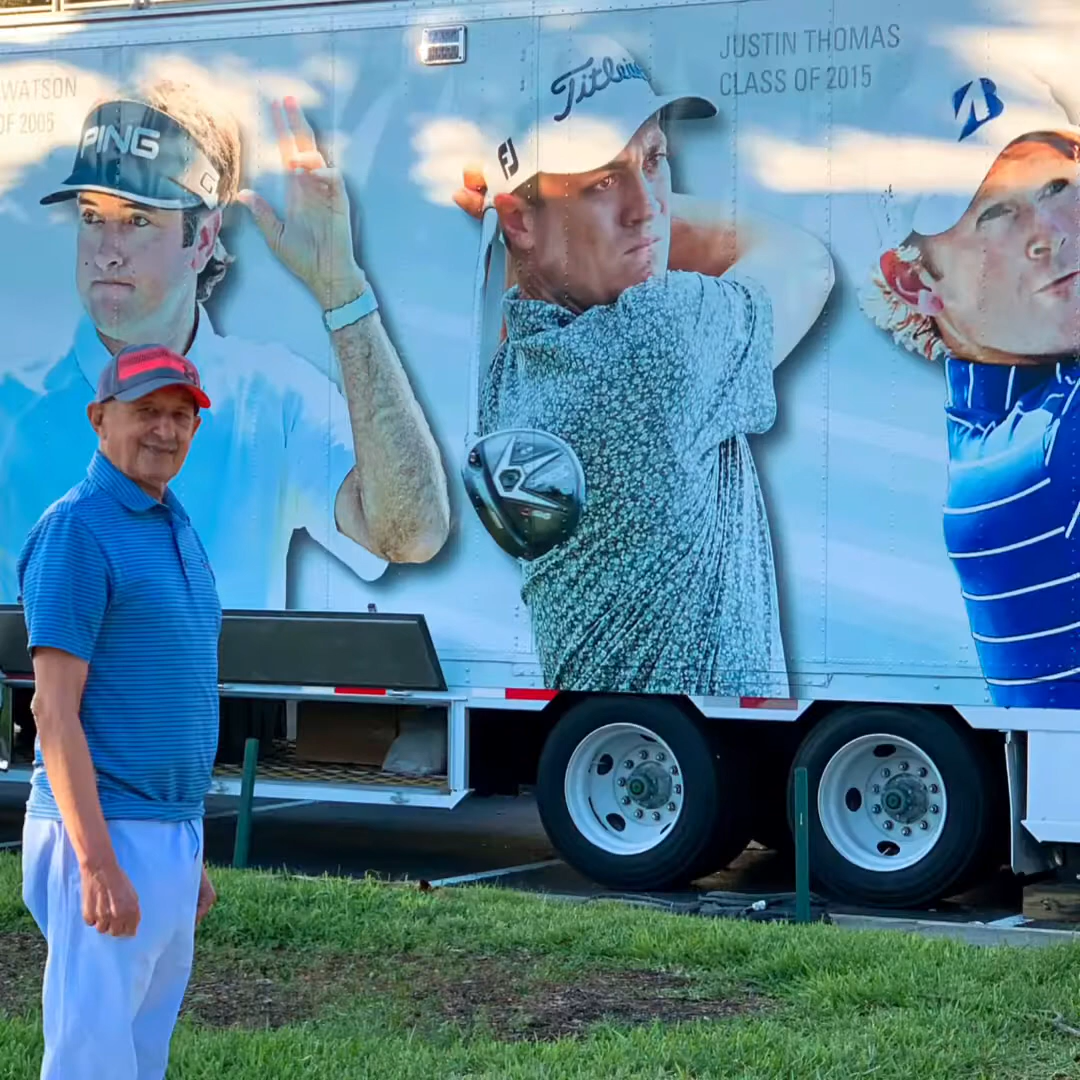 WATSON
OF 2005
PING
G
Titleist
FJ
JUSTIN THOMAS
CLASS OF 2015
B